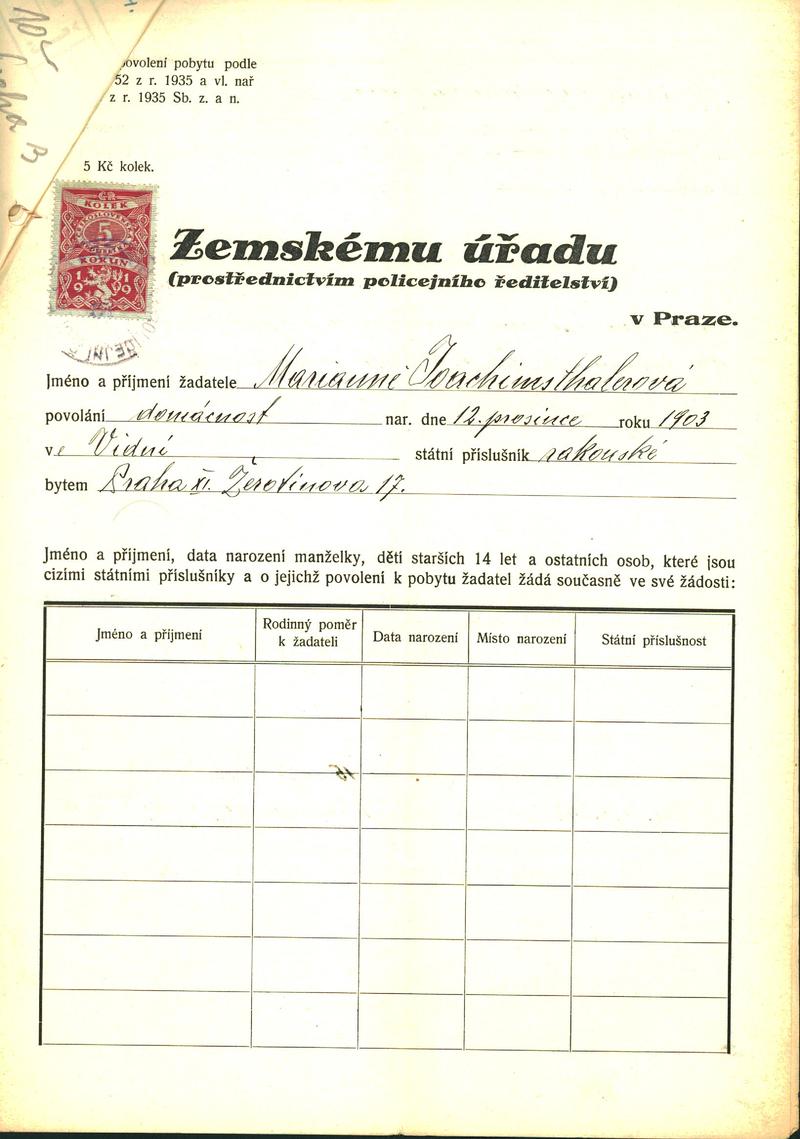 povolení pobytu podle
52 z r. 1935 a vl. nař
z r. 1935 Sb. z. a n.
5 Kč kolek.
ČR
KOLEK
5
KORUN
1919
Zemskému úřadu
(prostřednictvím policejního ředitelství)
v Praze.
Jméno a příjmení žadatele Marianne Joachimsthalerová
povolání domácnost nar. dne 12. prosince roku 1903
ve Vídni státní příslušník rakouské
bytem Praha XI. Žerotínova 17.
Jméno a příjmení, data narození manželky, dětí starších 14 let a ostatních osob, které jsou
cizími státními příslušníky a o jejichž povolení k pobytu žadatel žádá současně ve své žádosti:
Jméno a příjmení Rodinný poměr k žadateli Data narození Místo narození Státní příslušnost